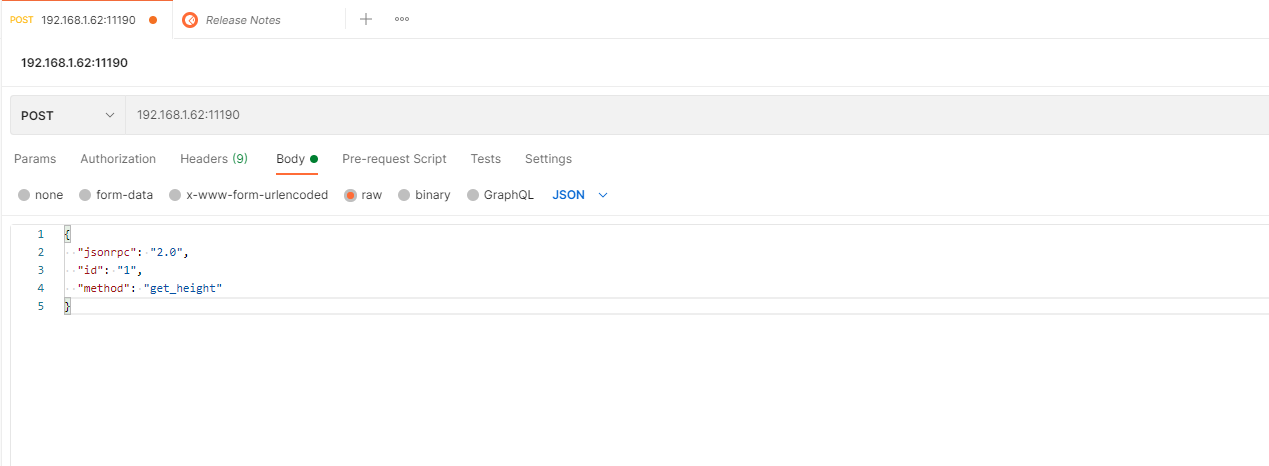 POST 192.168.1.62:11190 Release Notes
192.168.1.62:11190
POST 192.168.1.62:11190
Params Authorization Headers (9) Body Pre-request Script Tests Settings
none form-data x-www-form-urlencoded raw binary GraphQL JSON
1 {
2 "jsonrpc": "2.0",
3 "id": "1",
4 "method": "get_height"
5 }